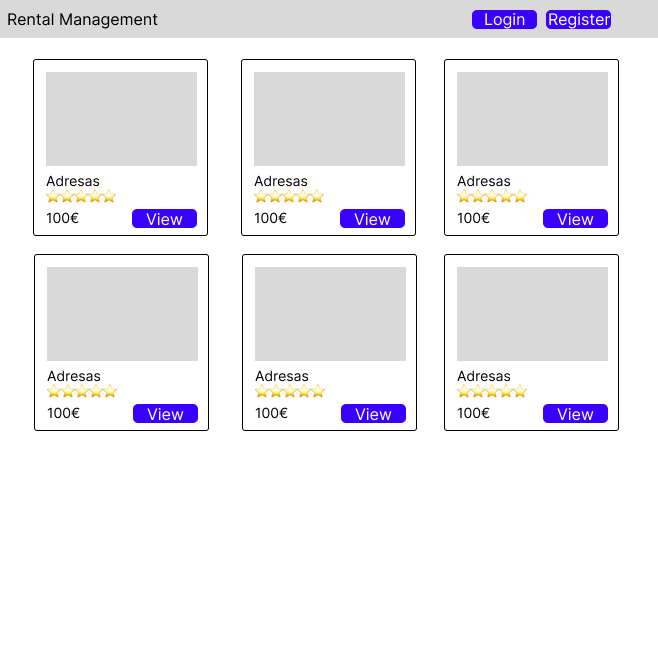 Rental Management Login Register
Adresas Adresas Adresas
⭐⭐⭐⭐⭐ ⭐⭐⭐⭐⭐ ⭐⭐⭐⭐⭐
100€ View 100€ View 100€ View
Adresas Adresas Adresas
⭐⭐⭐⭐⭐ ⭐⭐⭐⭐⭐ ⭐⭐⭐⭐⭐
100€ View 100€ View 100€ View